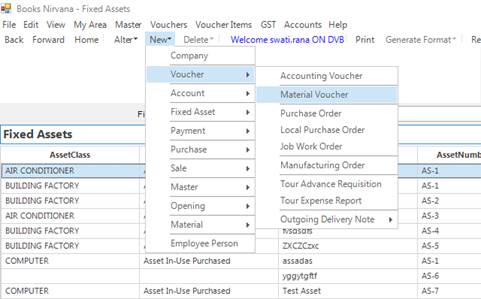 Books Nirvana - Fixed Assets
File Edit View My Area Master Vouchers Voucher Items GST Accounts Help
Back Forward Home New Delete Welcome swati.rana ON DVB Print Generate Format Re
Company
Voucher
Account
Fixed Asset
Payment
Purchase
Sale
Master
Opening
Material
Employee Person
Accounting Voucher
Material Voucher
Purchase Order
Local Purchase Order
Job Work Order
Manufacturing Order
Tour Advance Requisition
Tour Expense Report
Outgoing Delivery Note
Fi
Fixed Assets
AssetClass AssetNumb
AIR CONDITIONER A AS-1
BUILDING FACTORY A AS-1
BUILDING FACTORY A AS-2
AIR CONDITIONER A AS-3
BUILDING FACTORY A AS-4
BUILDING FACTORY A ZXCZCzxc AS-5
COMPUTER Asset In-Use Purchased assadas AS-1
yggytgftf AS-6
COMPUTER Asset In-Use Purchased Test Asset AS-7